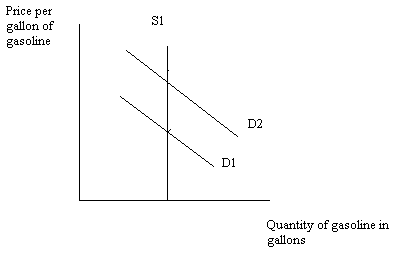 Price per
gallon of
gasoline
S1
D2
D1
Quantity of gasoline in
gallons